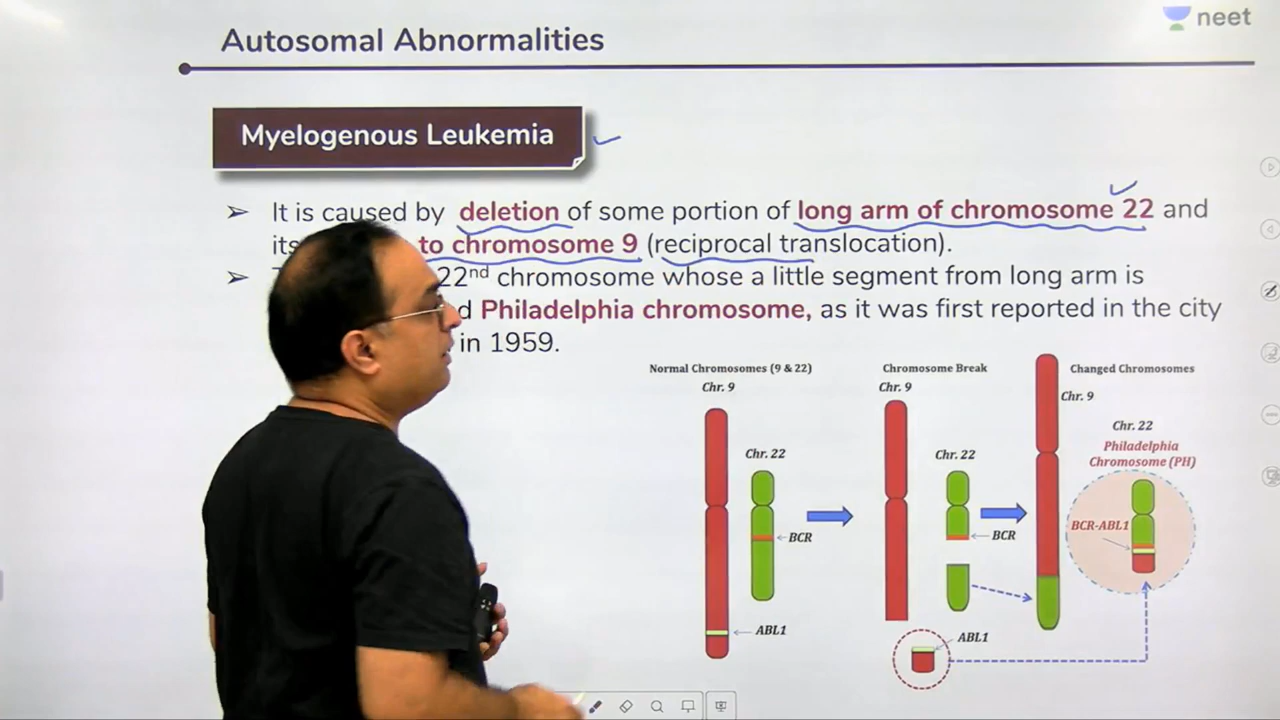 neet
Autosomal Abnormalities
Myelogenous Leukemia
➢ It is caused by deletion of some portion of long arm of chromosome 22 and
its to chromosome 9 (reciprocal translocation).
➢ 22nd chromosome whose a little segment from long arm is
d Philadelphia chromosome, as it was first reported in the city
in 1959.
Normal Chromosomes (9 & 22)
Chr. 9
Chr. 22
BCR
ABL1
Chromosome Break
Chr. 9
Chr. 22
BCR
ABL1
Changed Chromosomes
Chr. 9
Chr. 22
Philadelphia
Chromosome (PH)
BCR-ABL1